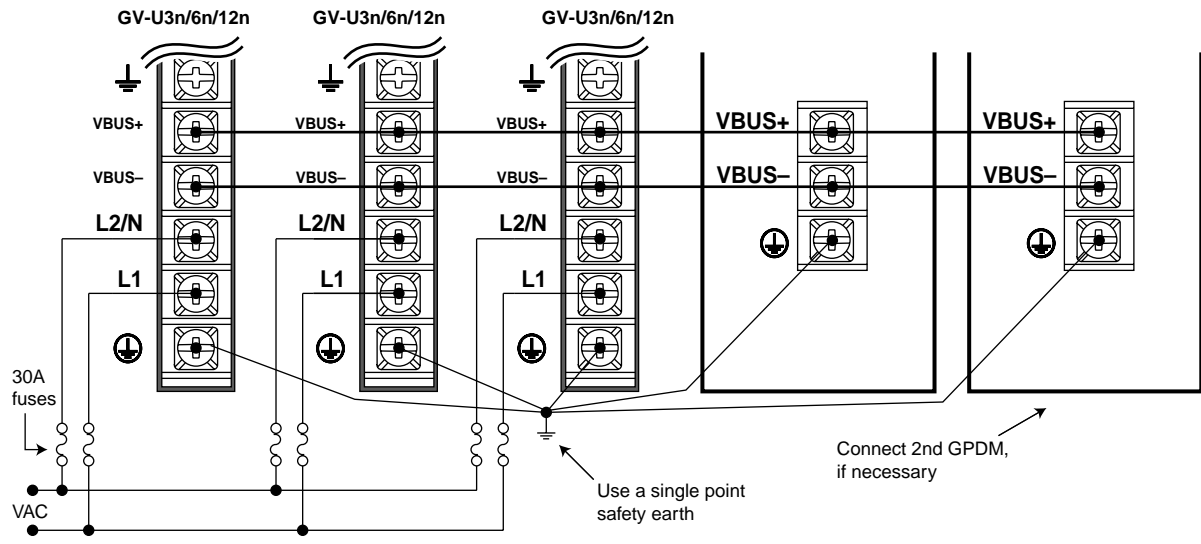 GV-U3n/6n/12n GV-U3n/6n/12n GV-U3n/6n/12n
VBUS+ VBUS+ VBUS+ VBUS+ VBUS+
VBUS– VBUS– VBUS– VBUS– VBUS–
L2/N L2/N L2/N
L1 L1 L1
30A
fuses
VAC
Use a single point
safety earth
Connect 2nd GPDM,
if necessary